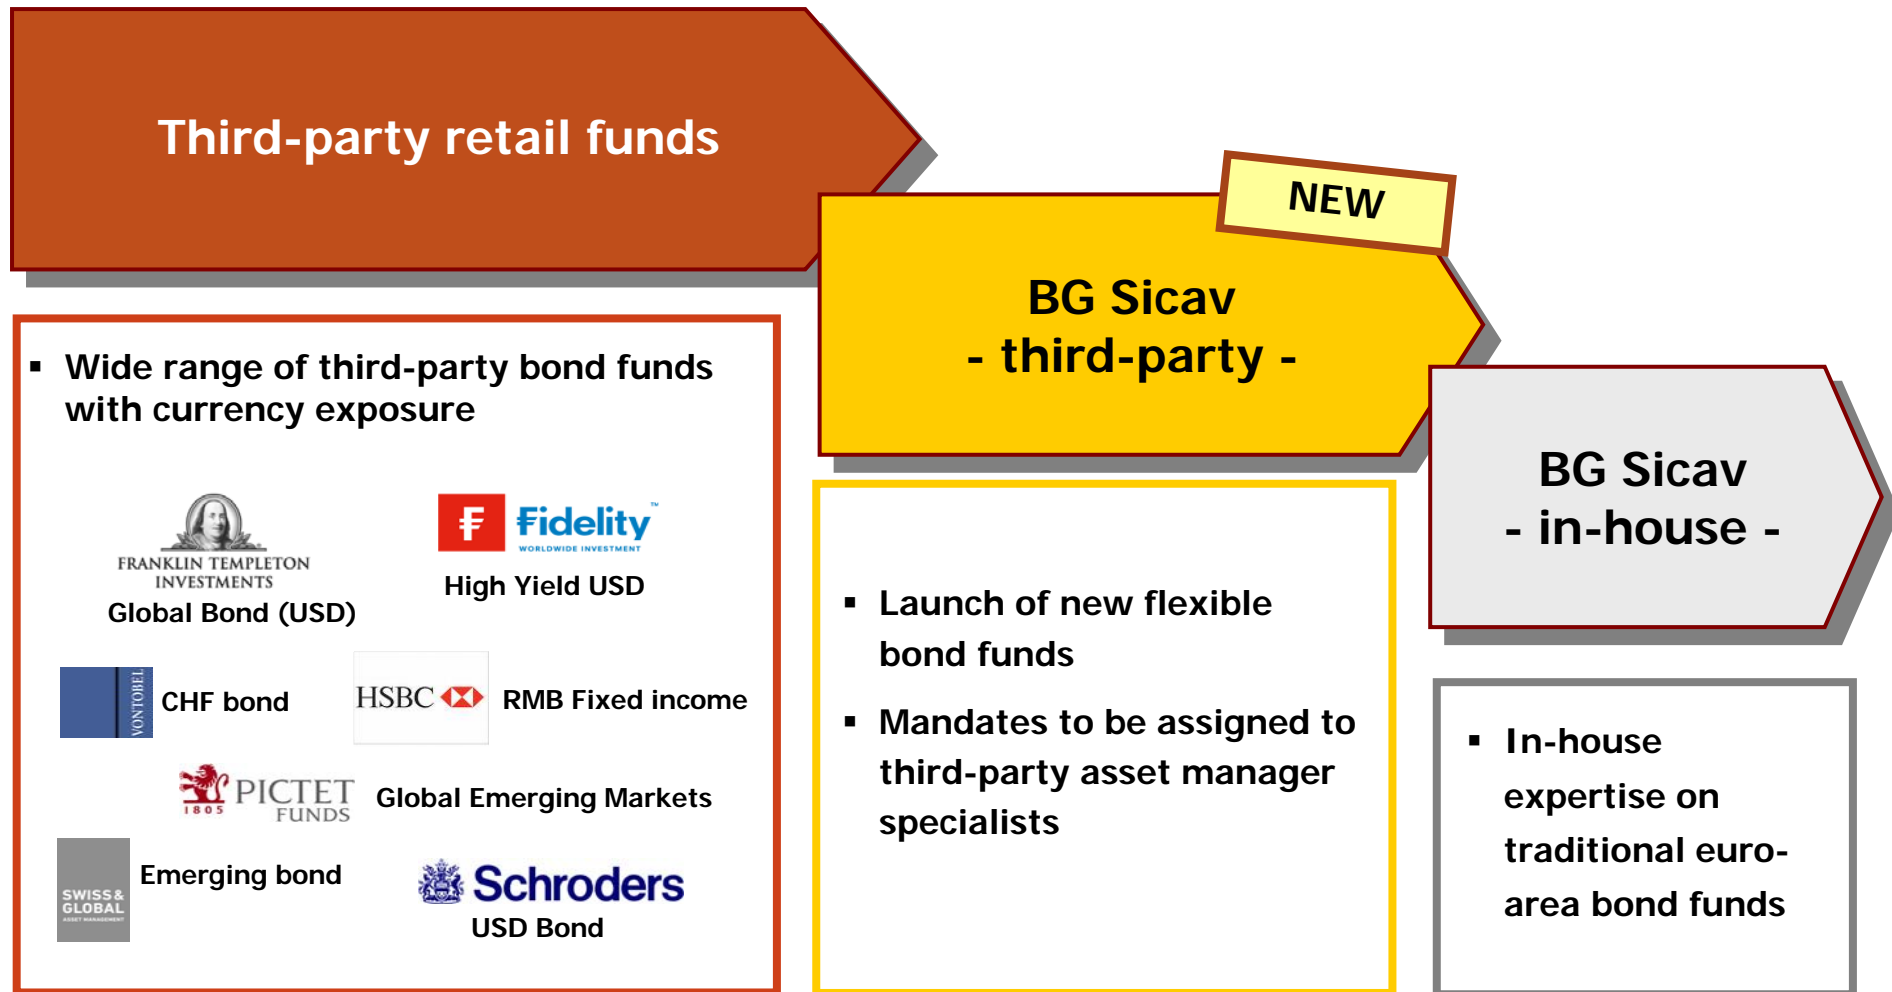 Third-party retail funds
NEW
BG Sicav
- third-party -
BG Sicav
- in-house -
▪ Wide range of third-party bond funds
with currency exposure
FRANKLIN TEMPLETON
INVESTMENTS
Global Bond (USD)
Fidelity™
WORLDWIDE INVESTMENT
High Yield USD
VONTOBEL
CHF bond
HSBC
RMB Fixed income
1805
PICTET
FUNDS
Global Emerging Markets
SWISS &
GLOBAL
ASSET MANAGEMENT
Emerging bond
Schroders
USD Bond
▪ Launch of new flexible
bond funds
▪ Mandates to be assigned to
third-party asset manager
specialists
▪ In-house
expertise on
traditional euro-
area bond funds